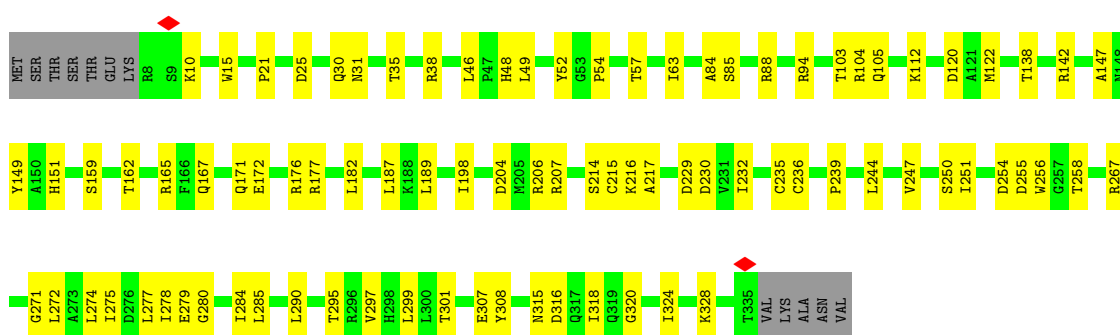 MET SER THR SER THR GLU LYS R8 S9 K10 W15 P21 D25 Q30 N31 T35 R38 L46 P47 H48 L49 Y52 G53 P54 T57 I63 A84 S85 R88 R94 T103 R104 Q105 K112 D120 A121 M122 T138 R142 A147 N148
Y149 A150 H151 S159 T162 R165 F166 Q167 Q171 E172 R176 R177 L182 L187 K188 L189 I198 D204 M205 R206 R207 S214 C215 K216 A217 D229 D230 V231 I232 C235 C236 P239 L244 V247 S250 I251 D254 D255 W256 G257 T258 R267
G271 L272 A273 L274 I275 D276 L277 I278 E279 G280 I284 L285 L290 T295 R296 V297 H298 L299 L300 T301 E307 Y308 N315 D316 Q317 I318 Q319 G320 I324 K328 T335 VAL LYS ALA ASN VAL